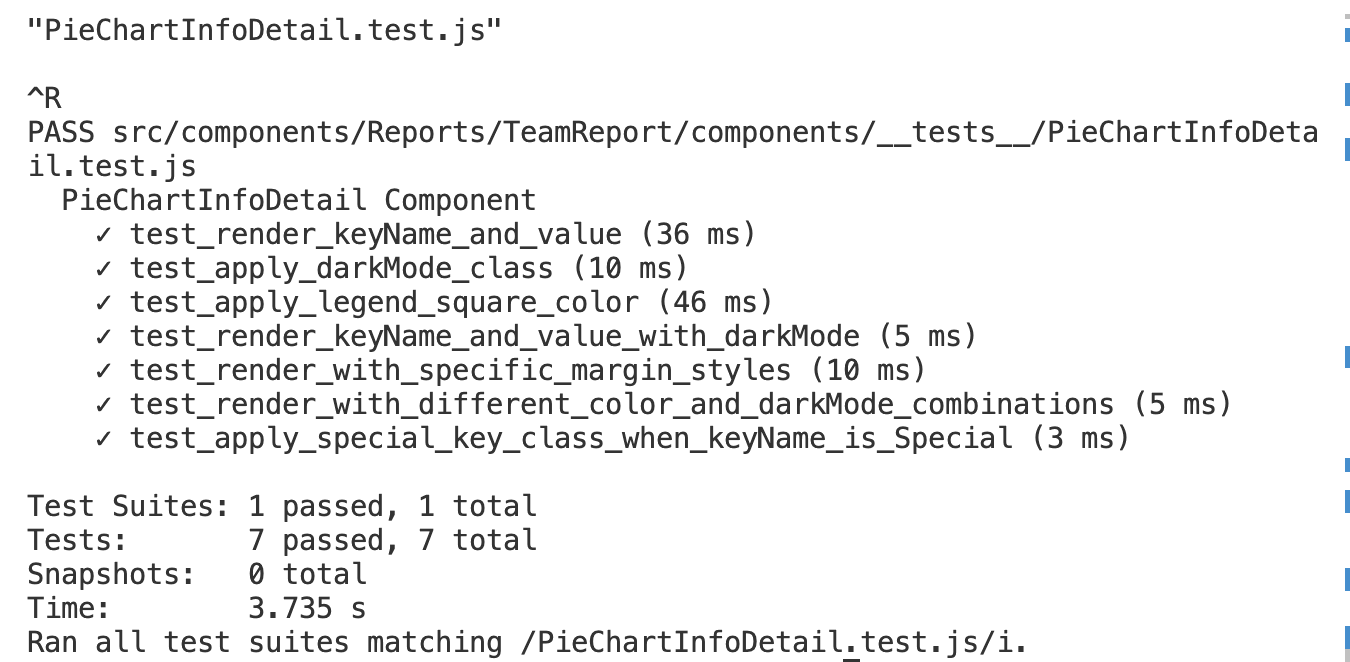 "PieChartInfoDetail.test.js"
^R
PASS src/components/Reports/TeamReport/components/__tests__/PieChartInfoDeta
il.test.js
PieChartInfoDetail Component
✓ test_render_keyName_and_value (36 ms)
✓ test_apply_darkMode_class (10 ms)
✓ test_apply_legend_square_color (46 ms)
✓ test_render_keyName_and_value_with_darkMode (5 ms)
✓ test_render_with_specific_margin_styles (10 ms)
✓ test_render_with_different_color_and_darkMode_combinations (5 ms)
✓ test_apply_special_key_class_when_keyName_is_Special (3 ms)
Test Suites: 1 passed, 1 total
Tests:       7 passed, 7 total
Snapshots:   0 total
Time:        3.735 s
Ran all test suites matching /PieChartInfoDetail.test.js/i.